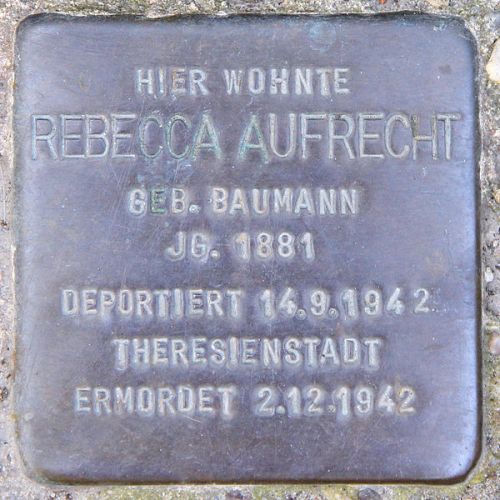 HIER WOHNTE
REBECCA AUFRECHT
GEB. BAUMANN
JG. 1881
DEPORTIERT 14.9.1942
THERESIENSTADT
ERMORDET 2.12.1942